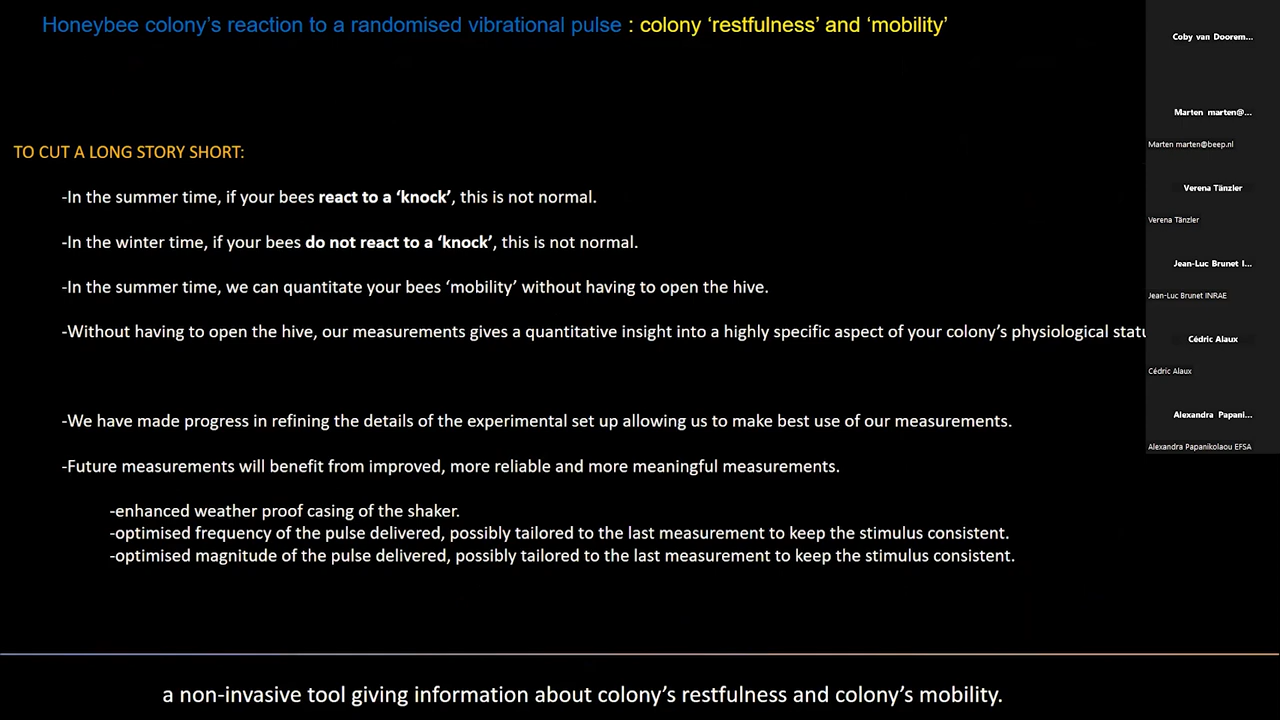 Honeybee colony's reaction to a randomised vibrational pulse : colony 'restfulness' and 'mobility'
TO CUT A LONG STORY SHORT:
-In the summer time, if your bees react to a 'knock', this is not normal.
-In the winter time, if your bees do not react to a 'knock', this is not normal.
-In the summer time, we can quantitate your bees 'mobility' without having to open the hive.
-Without having to open the hive, our measurements gives a quantitative insight into a highly specific aspect of your colony's physiological statu
-We have made progress in refining the details of the experimental set up allowing us to make best use of our measurements.
-Future measurements will benefit from improved, more reliable and more meaningful measurements.
-enhanced weather proof casing of the shaker.
-optimised frequency of the pulse delivered, possibly tailored to the last measurement to keep the stimulus consistent.
-optimised magnitude of the pulse delivered, possibly tailored to the last measurement to keep the stimulus consistent.
a non-invasive tool giving information about colony's restfulness and colony's mobility.
Coby van Doorem...
Marten marten@...
Marten marten@beep.nl
Verena Tänzler
Verena Tänzler
Jean-Luc Brunet I...
Jean-Luc Brunet INRAE
Cédric Alaux
Cédric Alaux
Alexandra Papani...
Alexandra Papanikolaou EFSA